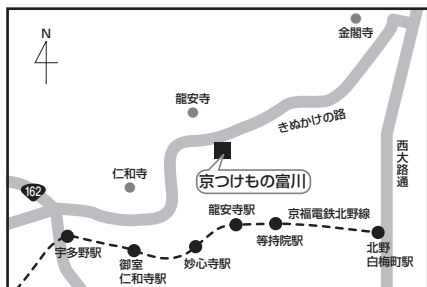 N
金閣寺
龍安寺
きぬかけの路
西大路通
京つけもの富川
仁和寺
162
龍安寺駅
京福電鉄北野線
宇多野駅
御室
仁和寺駅
妙心寺駅
等持院駅
北野
白梅町駅